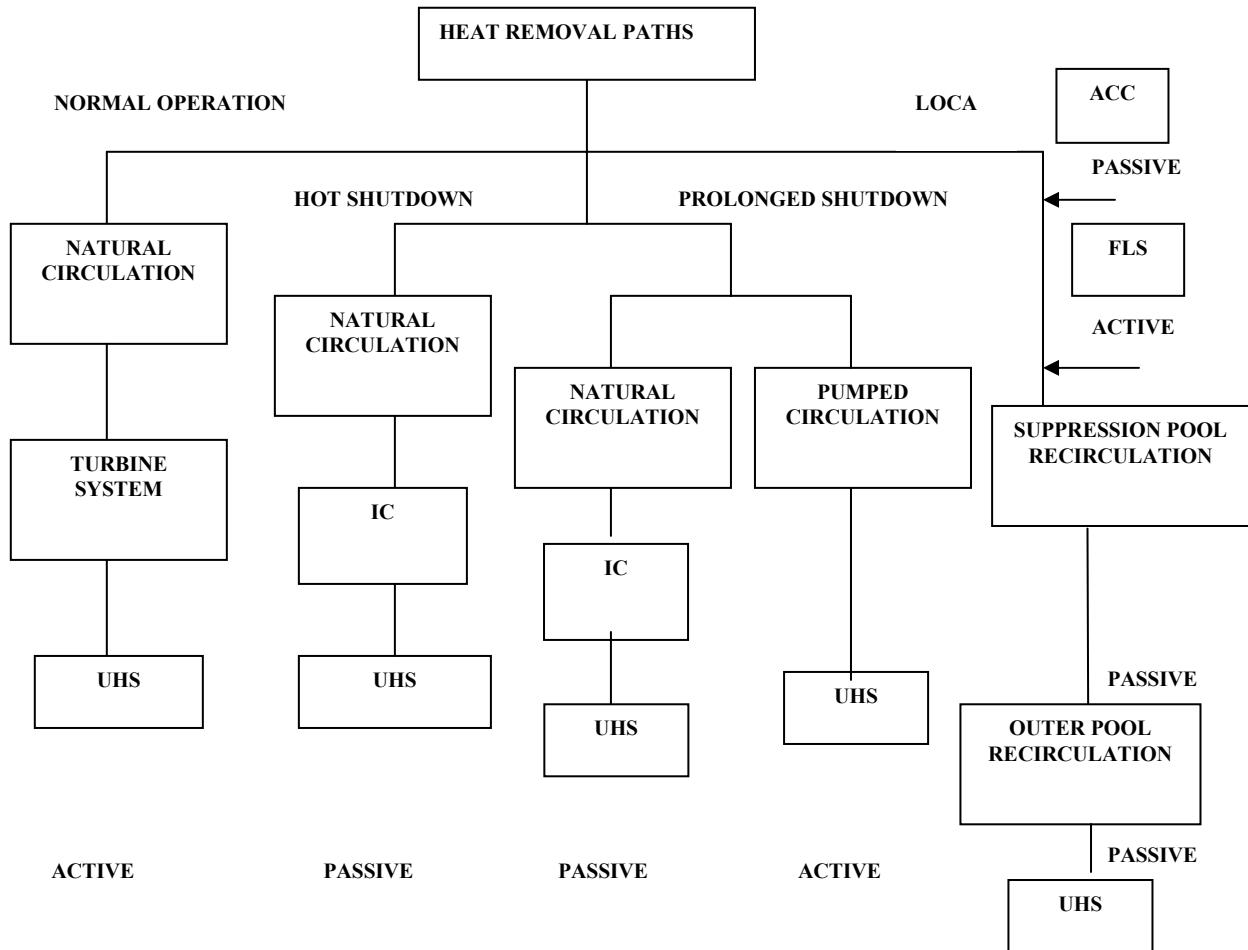 HEAT REMOVAL PATHS
NORMAL OPERATION
LOCA
ACC
PASSIVE
HOT SHUTDOWN
PROLONGED SHUTDOWN
NATURAL
CIRCULATION
FLS
NATURAL
CIRCULATION
ACTIVE
NATURAL
CIRCULATION
PUMPED
CIRCULATION
SUPPRESSION POOL
RECIRCULATION
TURBINE
SYSTEM
IC
IC
UHS
UHS
UHS
UHS
PASSIVE
OUTER POOL
RECIRCULATION
ACTIVE
PASSIVE
PASSIVE
ACTIVE
PASSIVE
UHS